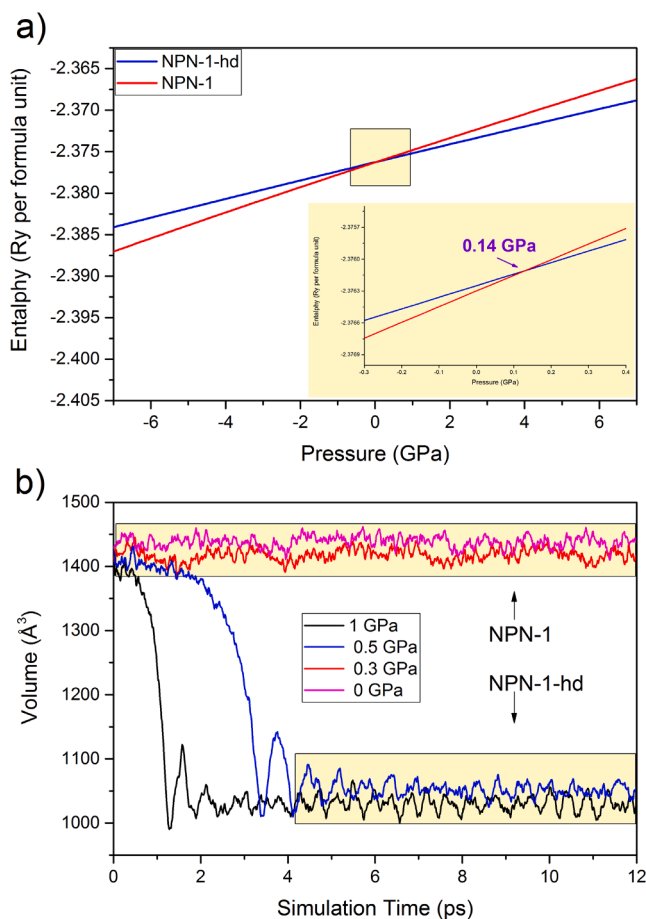 a)
NPN-1-hd
NPN-1
-2.365
-2.370
-2.375
-2.380
-2.385
-2.390
-2.395
-2.400
-2.405
Entalphy (Ry per formula unit)
-6 -4 -2 0 2 4 6
Pressure (GPa)
0.14 GPa
-2.3757
-2.3760
-2.3763
-2.3766
-2.3769
Entalphy (Ry per formula unit)
-0.3 -0.2 -0.1 0.0 0.1 0.2 0.3 0.4
Pressure (GPa)
b)
1500
1400
1300
1200
1100
1000
Volume (Å³)
1 GPa
0.5 GPa
0.3 GPa
0 GPa
NPN-1
NPN-1-hd
0 2 4 6 8 10 12
Simulation Time (ps)